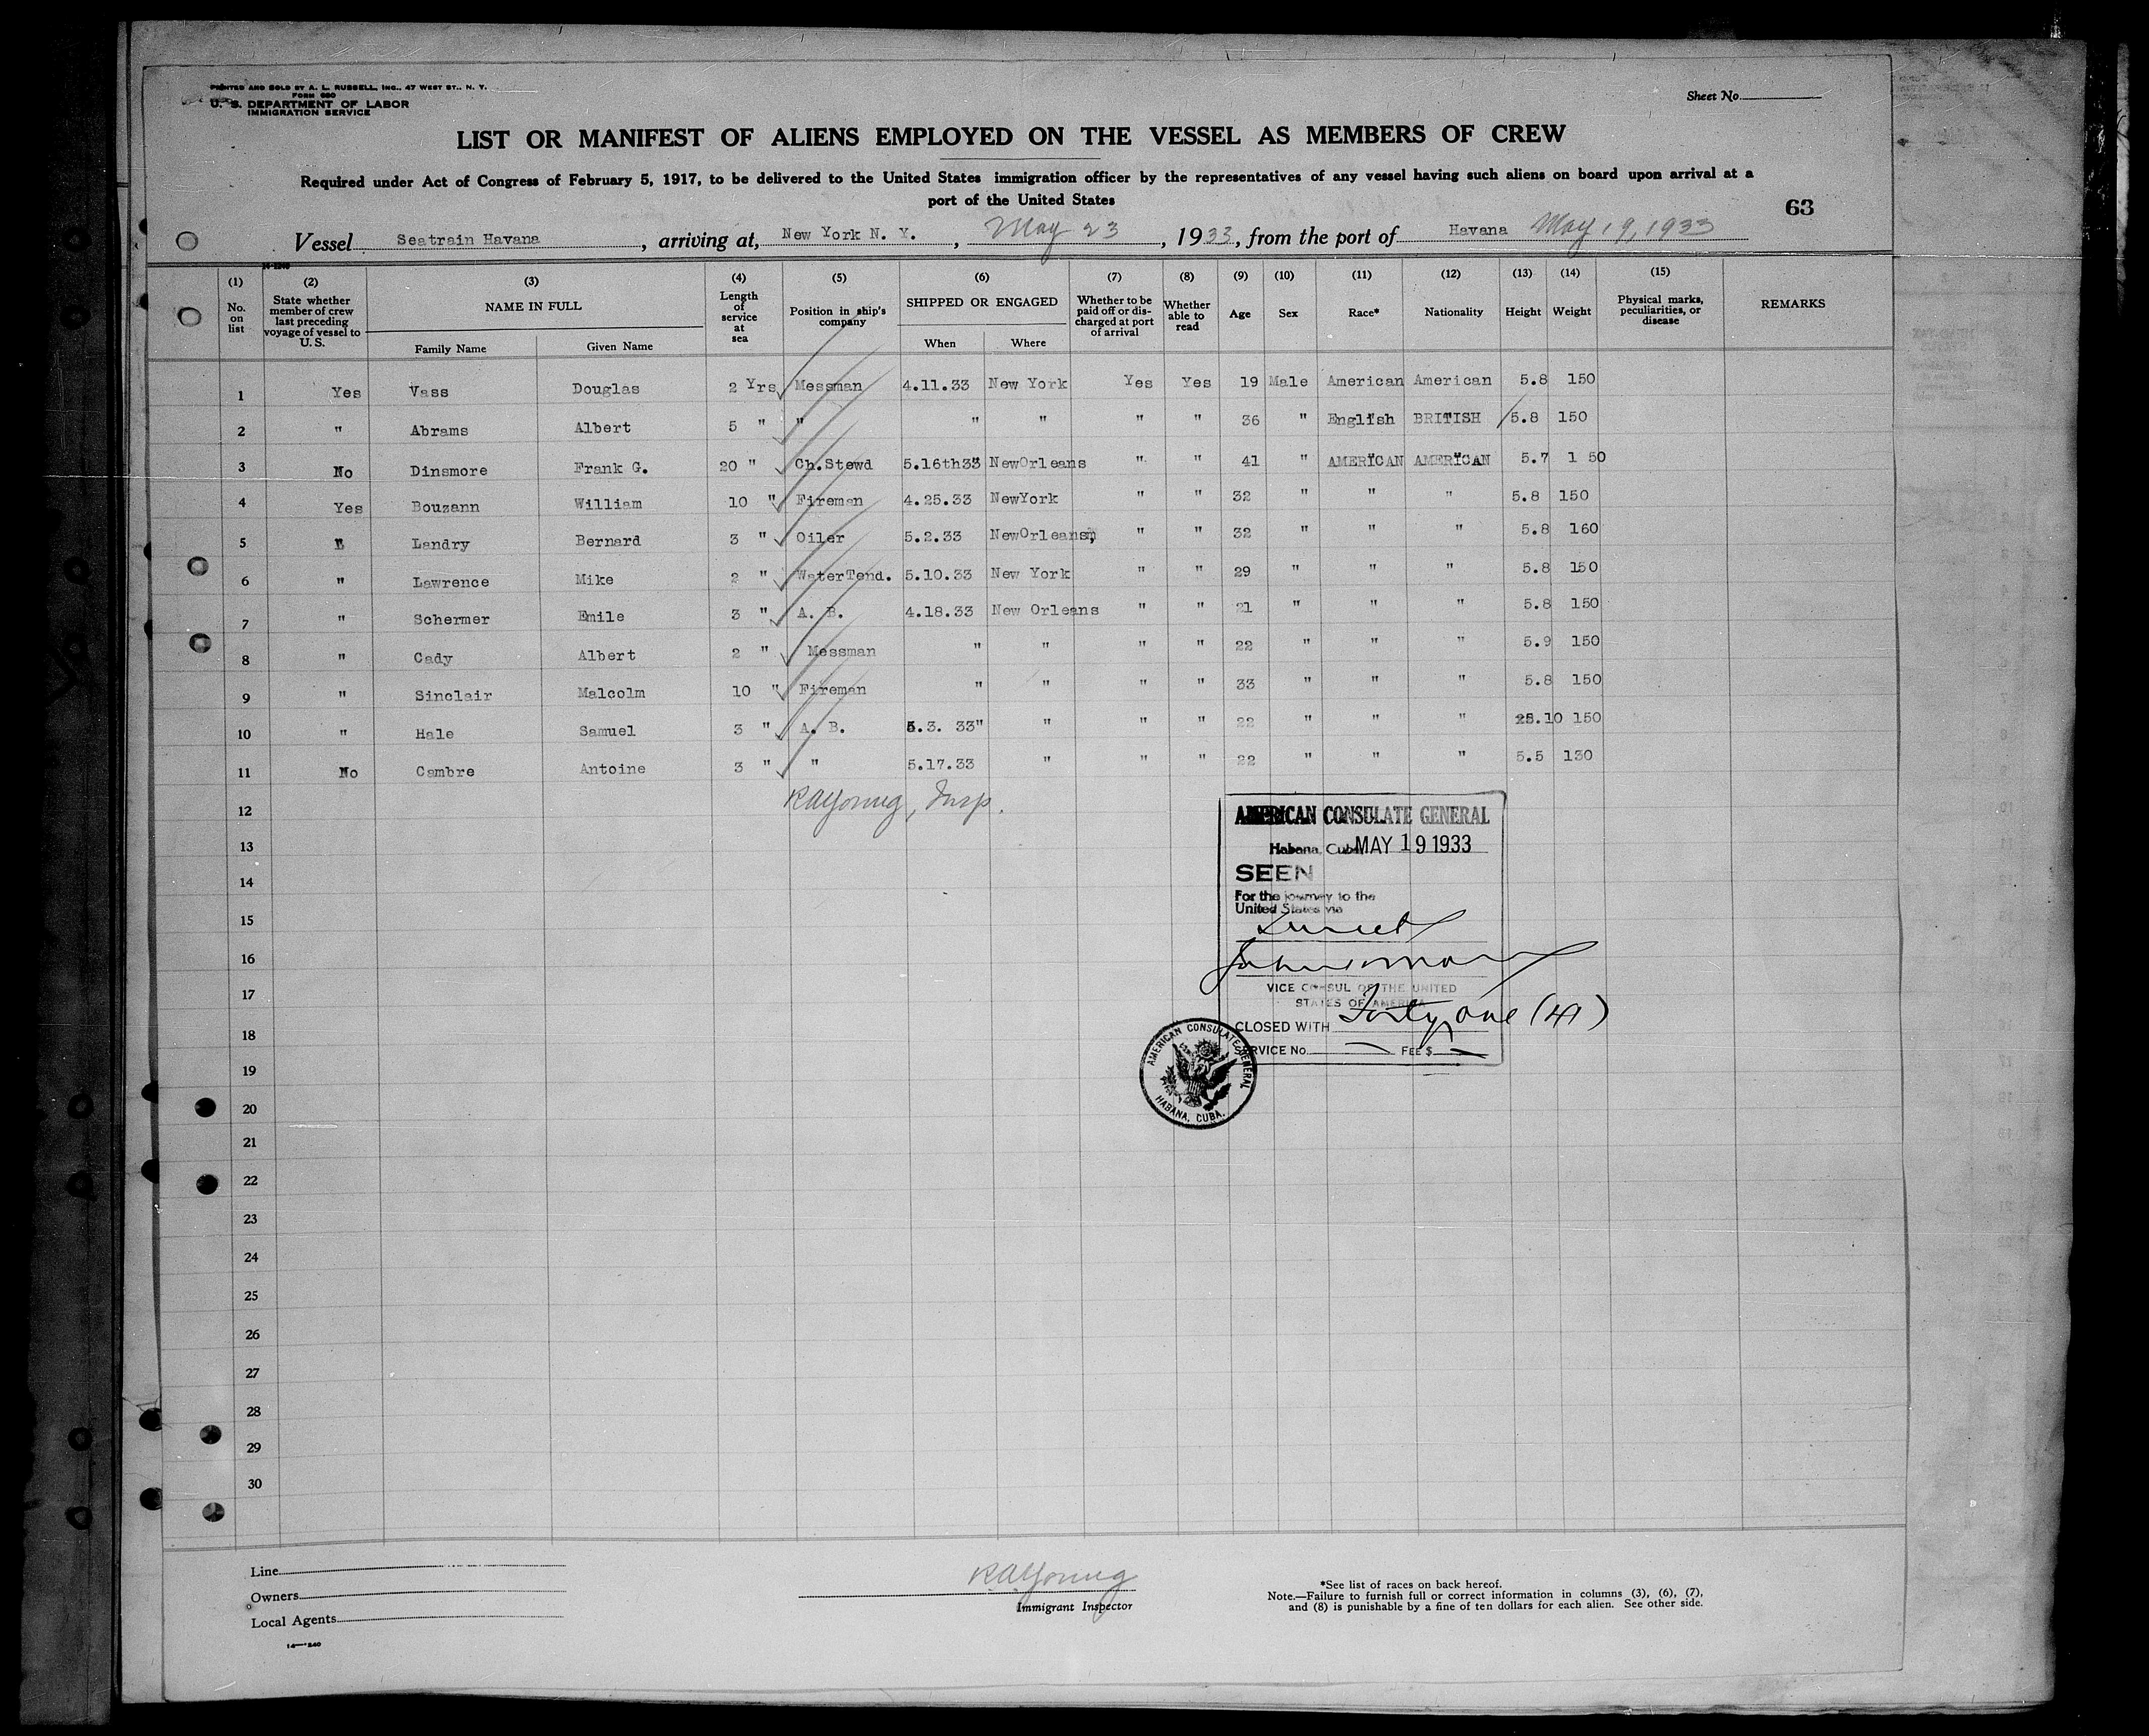 PRINTED AND SOLD BY A. L. RUSSELL, INC., 47 WEST ST., N. Y.
FORM 680
U. S. DEPARTMENT OF LABOR
IMMIGRATION SERVICE
Sheet No.
LIST OR MANIFEST OF ALIENS EMPLOYED ON THE VESSEL AS MEMBERS OF CREW
Required under Act of Congress of February 5, 1917, to be delivered to the United States immigration officer by the representatives of any vessel having such aliens on board upon arrival at a
port of the United States
63
Vessel Seatrain Havana, arriving at, New York N. Y., May 23, 1933, from the port of Havana May 19, 1933
(1) No. on list (2) State whether member of crew last preceding voyage of vessel to U. S. (3) NAME IN FULL Family Name Given Name (4) Length of service at sea (5) Position in ship's company (6) SHIPPED OR ENGAGED When Where (7) Whether to be paid off or discharged at port of arrival (8) Whether able to read (9) Age (10) Sex (11) Race* (12) Nationality (13) Height (14) Weight (15) Physical marks, peculiarities, or disease REMARKS
1 Yes Vass Douglas 2 Yrs Messman 4.11.33 New York Yes Yes 19 Male American American 5.8 150
2 " Abrams Albert 5 " " " " " " 36 " English BRITISH 5.8 150
3 No Dinsmore Frank G. 20 " Ch.Stewd 5.16th33 NewOrleans " " 41 " AMERICAN AMERICAN 5.7 1 50
4 Yes Bouzann William 10 " Fireman 4.25.33 NewYork " " 32 " " " 5.8 150
5 " Landry Bernard 3 " Oiler 5.2.33 NewOrleans " " 32 " " " 5.8 160
6 " Lawrence Mike 2 " WaterTend. 5.10.33 New York " " 29 " " " 5.8 150
7 " Schermer Emile 3 " A. B. 4.18.33 New Orleans " " 21 " " " 5.8 150
8 " Cady Albert 2 " Messman " " " " 22 " " " 5.9 150
9 " Sinclair Malcolm 10 " Fireman " " " " 33 " " " 5.8 150
10 " Hale Samuel 3 " A. B. 5.3. 33" " " " 22 " " " 5.10 150
11 No Cambre Antoine 3 " " 5.17.33 " " " 22 " " " 5.5 130
12 RAYoung, Insp.
13
14
15
16
17
18
19
20
21
22
23
24
25
26
27
28
29
30
AMERICAN CONSULATE GENERAL
Habana, Cuba MAY 19 1933
SEEN
For the journey to the
United States via
VICE CONSUL OF THE UNITED
STATES OF AMERICA
CLOSED WITH Forty one (41)
SERVICE No. — FEE $ —
AMERICAN CONSULATE GENERAL
HABANA, CUBA.
Line
Owners
Local Agents
RAYoung
Immigrant Inspector
*See list of races on back hereof.
Note.—Failure to furnish full or correct information in columns (3), (6), (7),
and (8) is punishable by a fine of ten dollars for each alien. See other side.